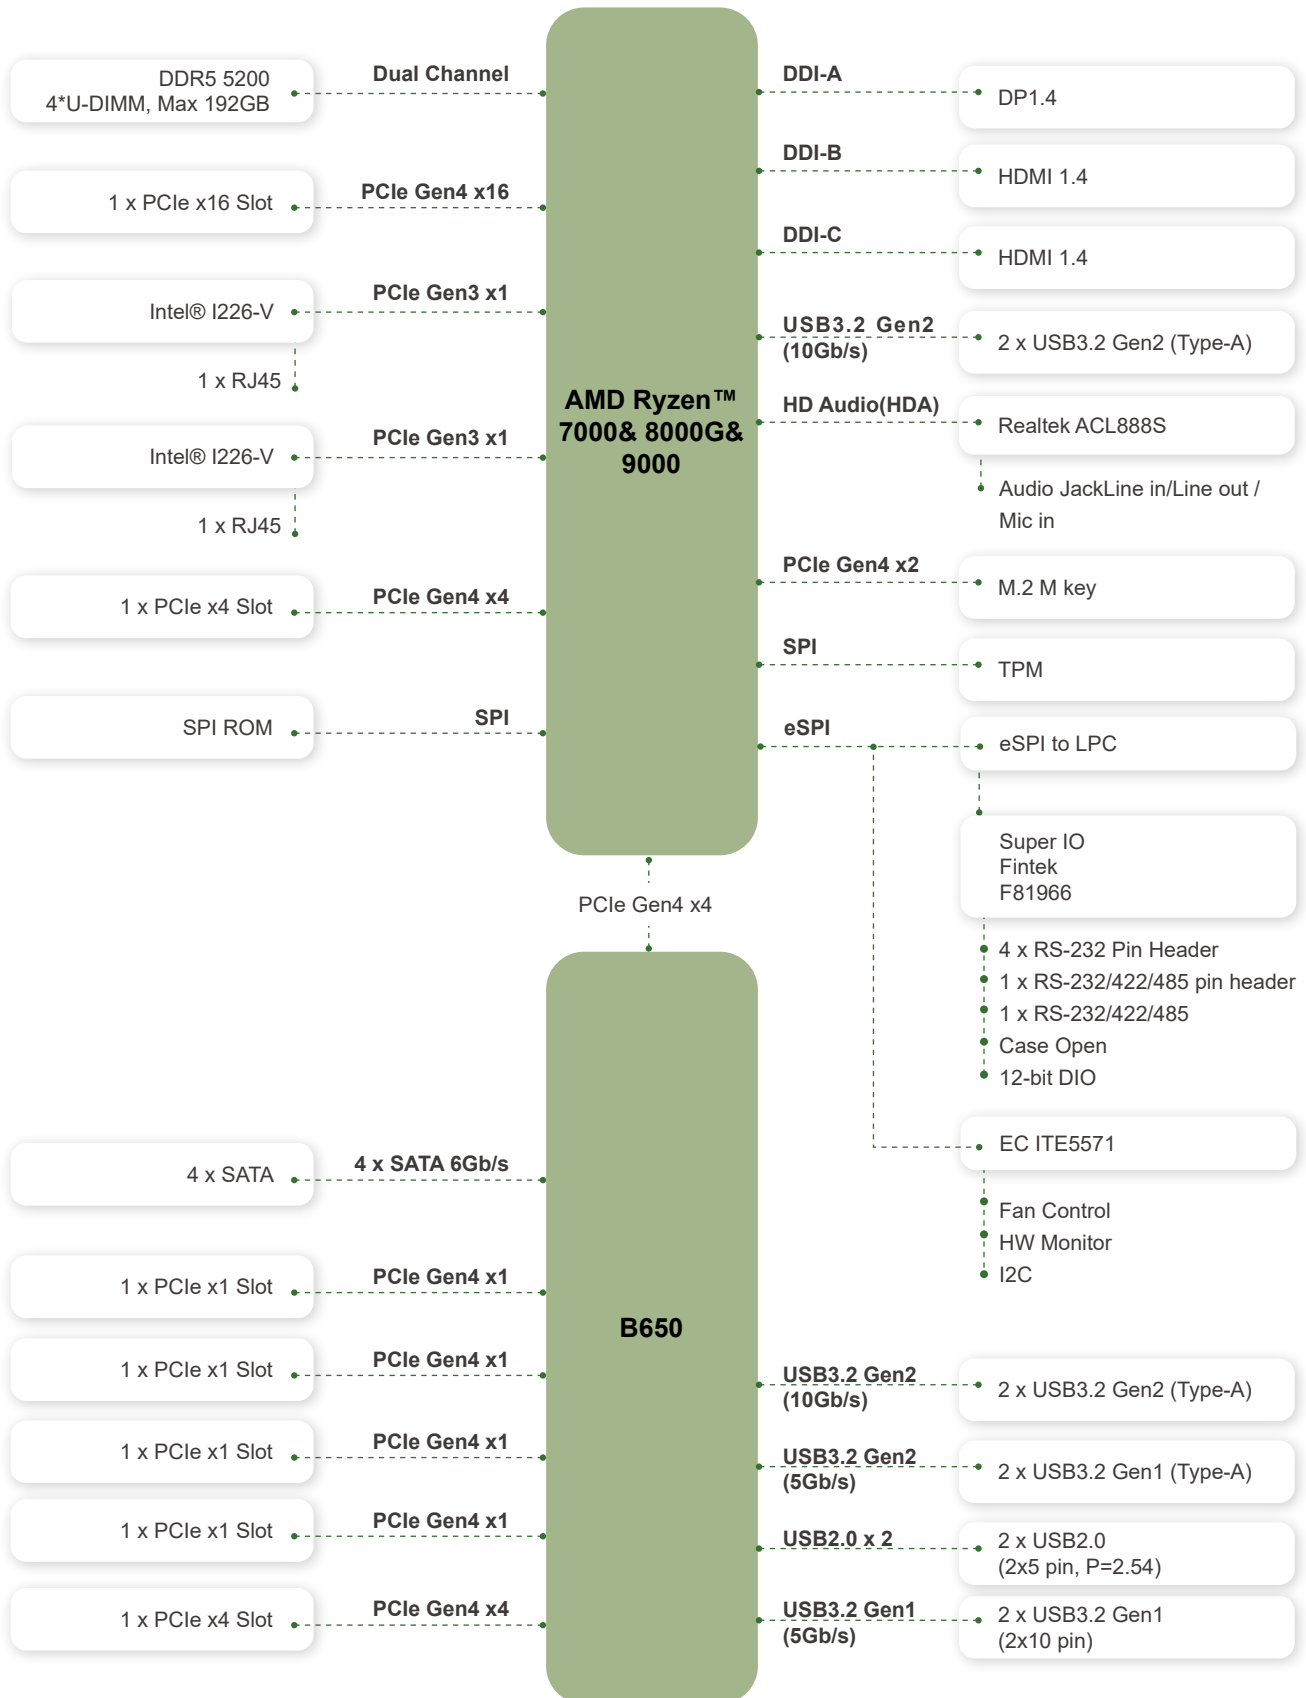 DDR5 5200
4*U-DIMM, Max 192GB
Dual Channel
1 x PCIe x16 Slot
PCIe Gen4 x16
Intel® I226-V
PCIe Gen3 x1
1 x RJ45
Intel® I226-V
PCIe Gen3 x1
1 x RJ45
1 x PCIe x4 Slot
PCIe Gen4 x4
SPI ROM
SPI
AMD Ryzen™
7000& 8000G&
9000
DDI-A
DP1.4
DDI-B
HDMI 1.4
DDI-C
HDMI 1.4
USB3.2 Gen2
(10Gb/s)
2 x USB3.2 Gen2 (Type-A)
HD Audio(HDA)
Realtek ACL888S
Audio JackLine in/Line out /
Mic in
PCIe Gen4 x2
M.2 M key
SPI
TPM
eSPI
eSPI to LPC
Super IO
Fintek
F81966
4 x RS-232 Pin Header
1 x RS-232/422/485 pin header
1 x RS-232/422/485
Case Open
12-bit DIO
EC ITE5571
Fan Control
HW Monitor
I2C
PCIe Gen4 x4
4 x SATA
4 x SATA 6Gb/s
1 x PCIe x1 Slot
PCIe Gen4 x1
1 x PCIe x1 Slot
PCIe Gen4 x1
1 x PCIe x1 Slot
PCIe Gen4 x1
1 x PCIe x1 Slot
PCIe Gen4 x1
1 x PCIe x4 Slot
PCIe Gen4 x4
B650
USB3.2 Gen2
(10Gb/s)
2 x USB3.2 Gen2 (Type-A)
USB3.2 Gen2
(5Gb/s)
2 x USB3.2 Gen1 (Type-A)
USB2.0 x 2
2 x USB2.0
(2x5 pin, P=2.54)
USB3.2 Gen1
(5Gb/s)
2 x USB3.2 Gen1
(2x10 pin)